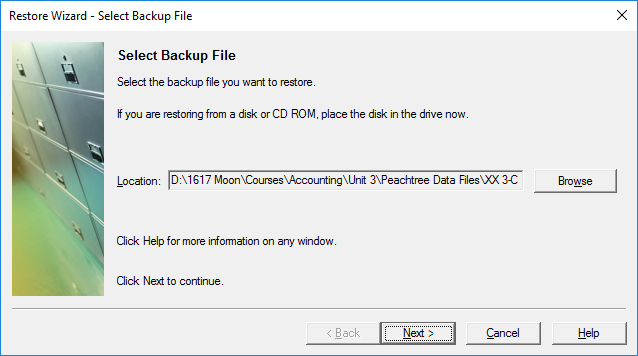 Restore Wizard - Select Backup File
Select Backup File
Select the backup file you want to restore.
If you are restoring from a disk or CD ROM, place the disk in the drive now.
Location: D:\1617 Moon\Courses\Accounting\Unit 3\Peachtree Data Files\XX 3-C Browse
Click Help for more information on any window.
Click Next to continue.
< Back Next > Cancel Help